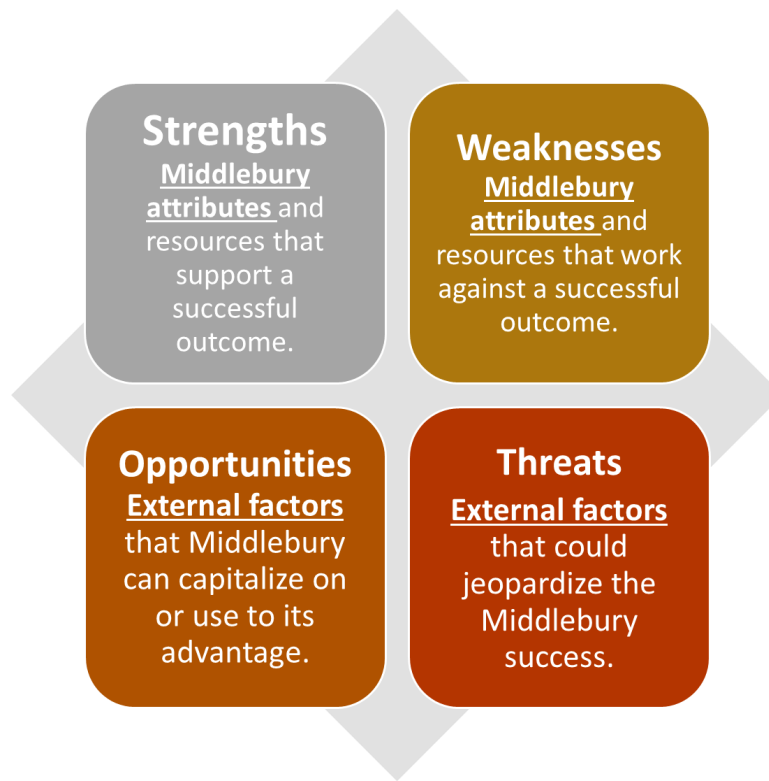 Strengths
Middlebury
attributes and
resources that
support a
successful
outcome.
Weaknesses
Middlebury
attributes and
resources that work
against a successful
outcome.
Opportunities
External factors
that Middlebury
can capitalize on
or use to its
advantage.
Threats
External factors
that could
jeopardize the
Middlebury
success.